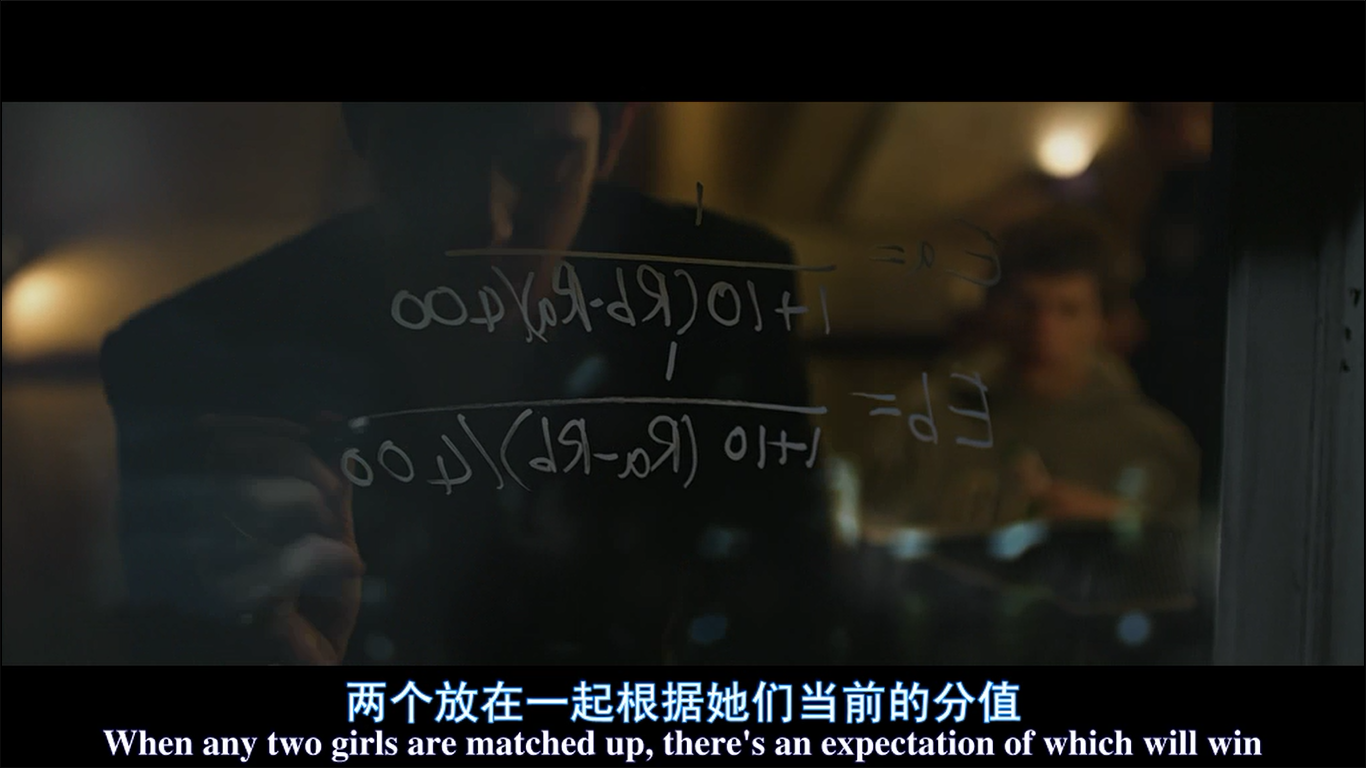 Ea = 1
1+10(Rb-Ra)/400
Eb = 1
1+10 (Ra-Rb)/400
两个放在一起根据她们当前的分值
When any two girls are matched up, there's an expectation of which will win